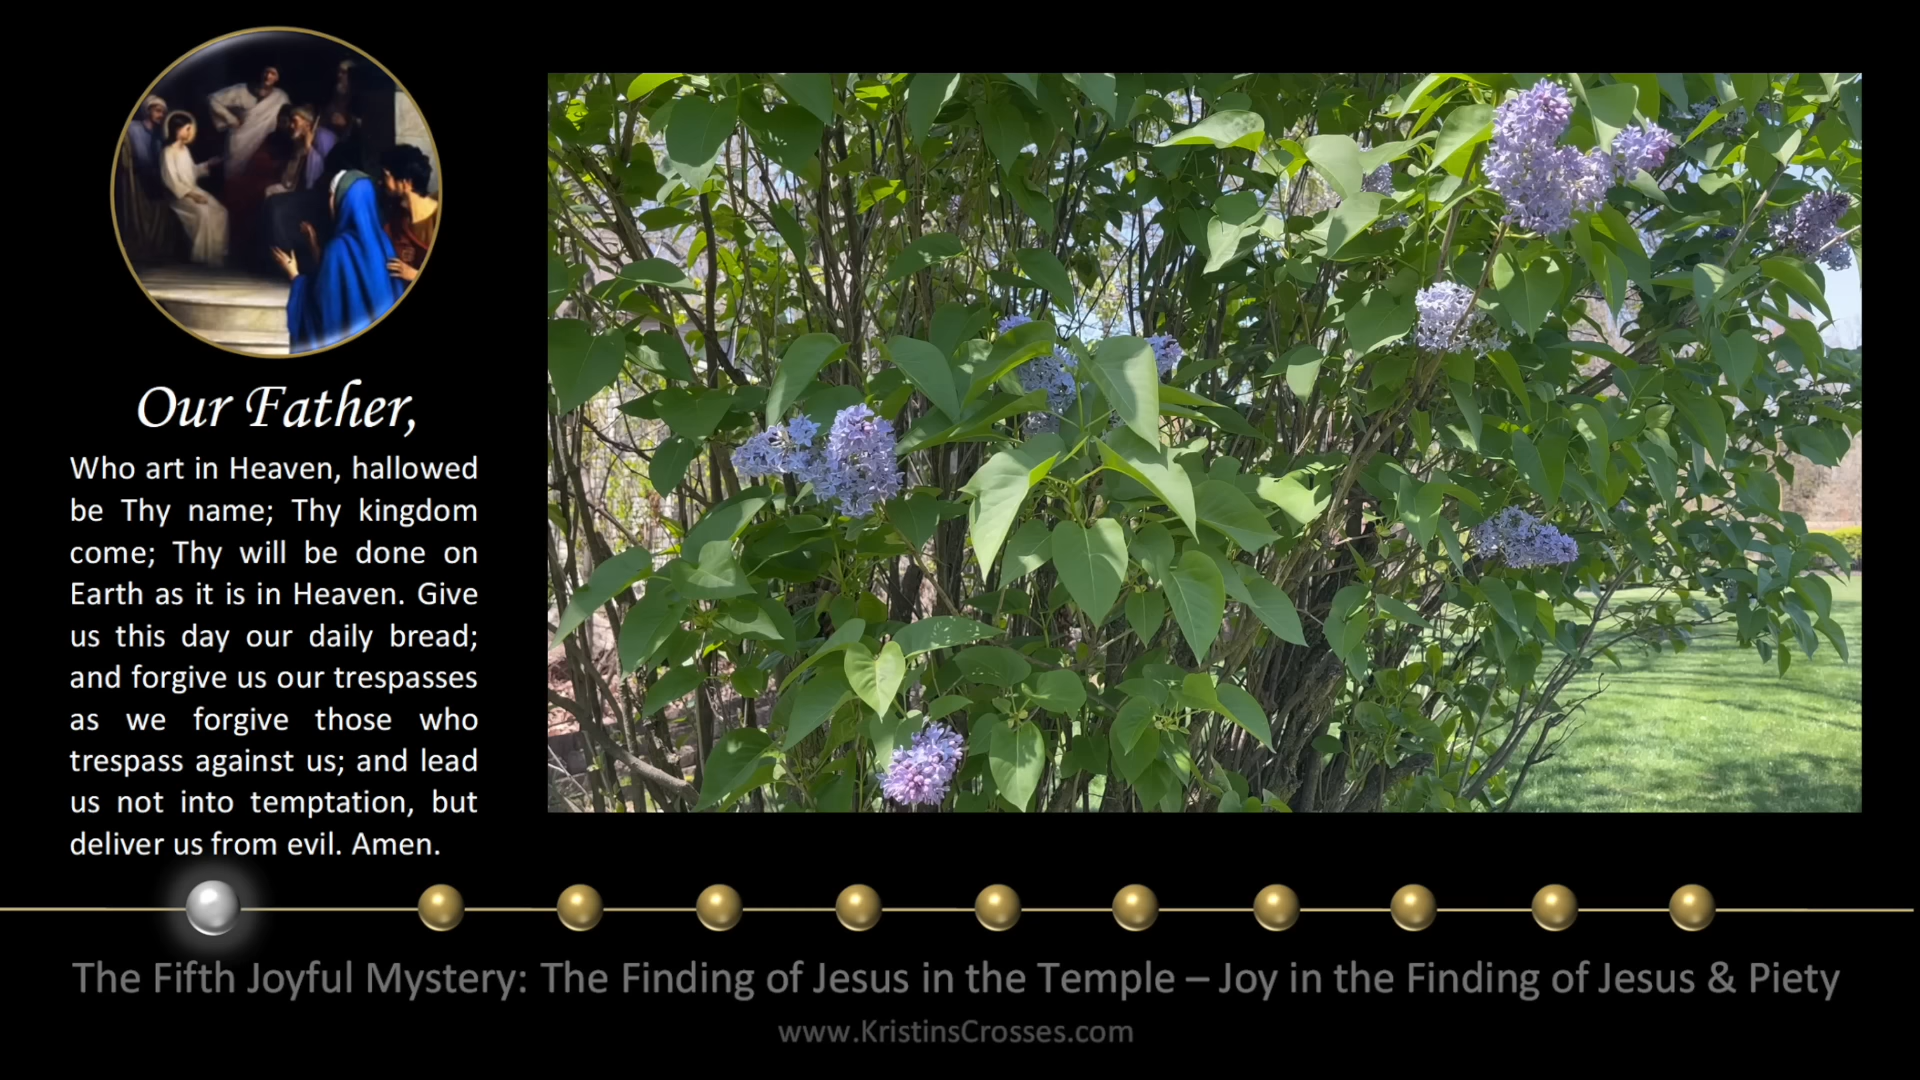 Our Father,
Who art in Heaven, hallowed
be Thy name; Thy kingdom
come; Thy will be done on
Earth as it is in Heaven. Give
us this day our daily bread;
and forgive us our trespasses
as we forgive those who
trespass against us; and lead
us not into temptation, but
deliver us from evil. Amen.
The Fifth Joyful Mystery: The Finding of Jesus in the Temple – Joy in the Finding of Jesus & Piety
www.KristinsCrosses.com